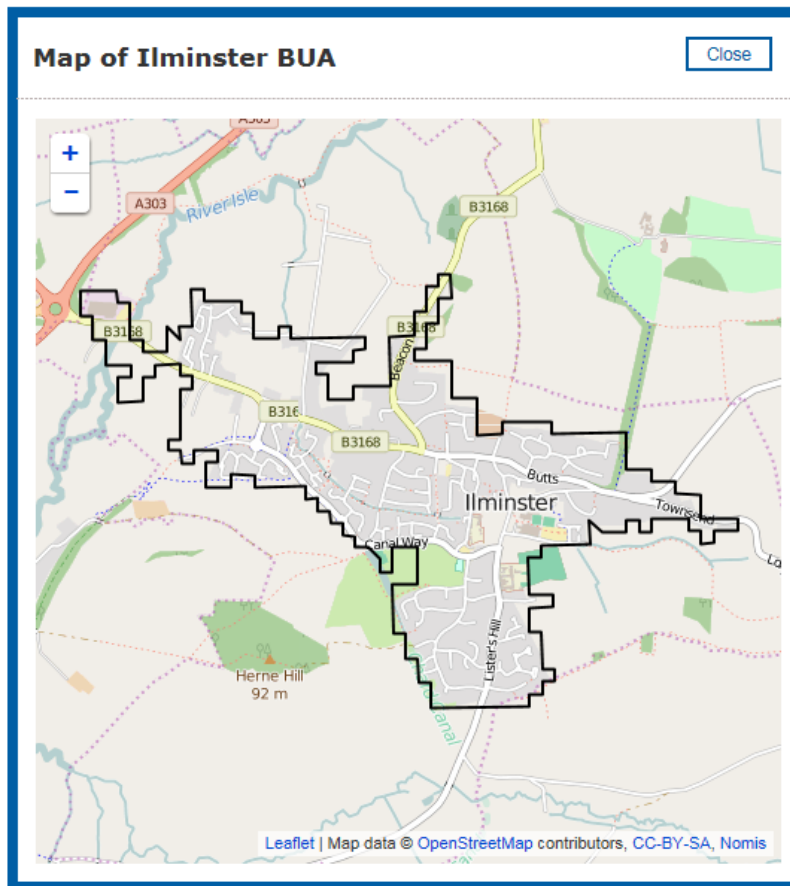 Map of Ilminster BUA
Close
+
−
A303
A303
River Isle
B3168
B3168
B3168
Beacon
B316
B3168
Butts
Ilminster
Townsend
Canal Way
Lister's Hill
Herne Hill
92 m
Canal
Leaflet | Map data © OpenStreetMap contributors, CC-BY-SA, Nomis